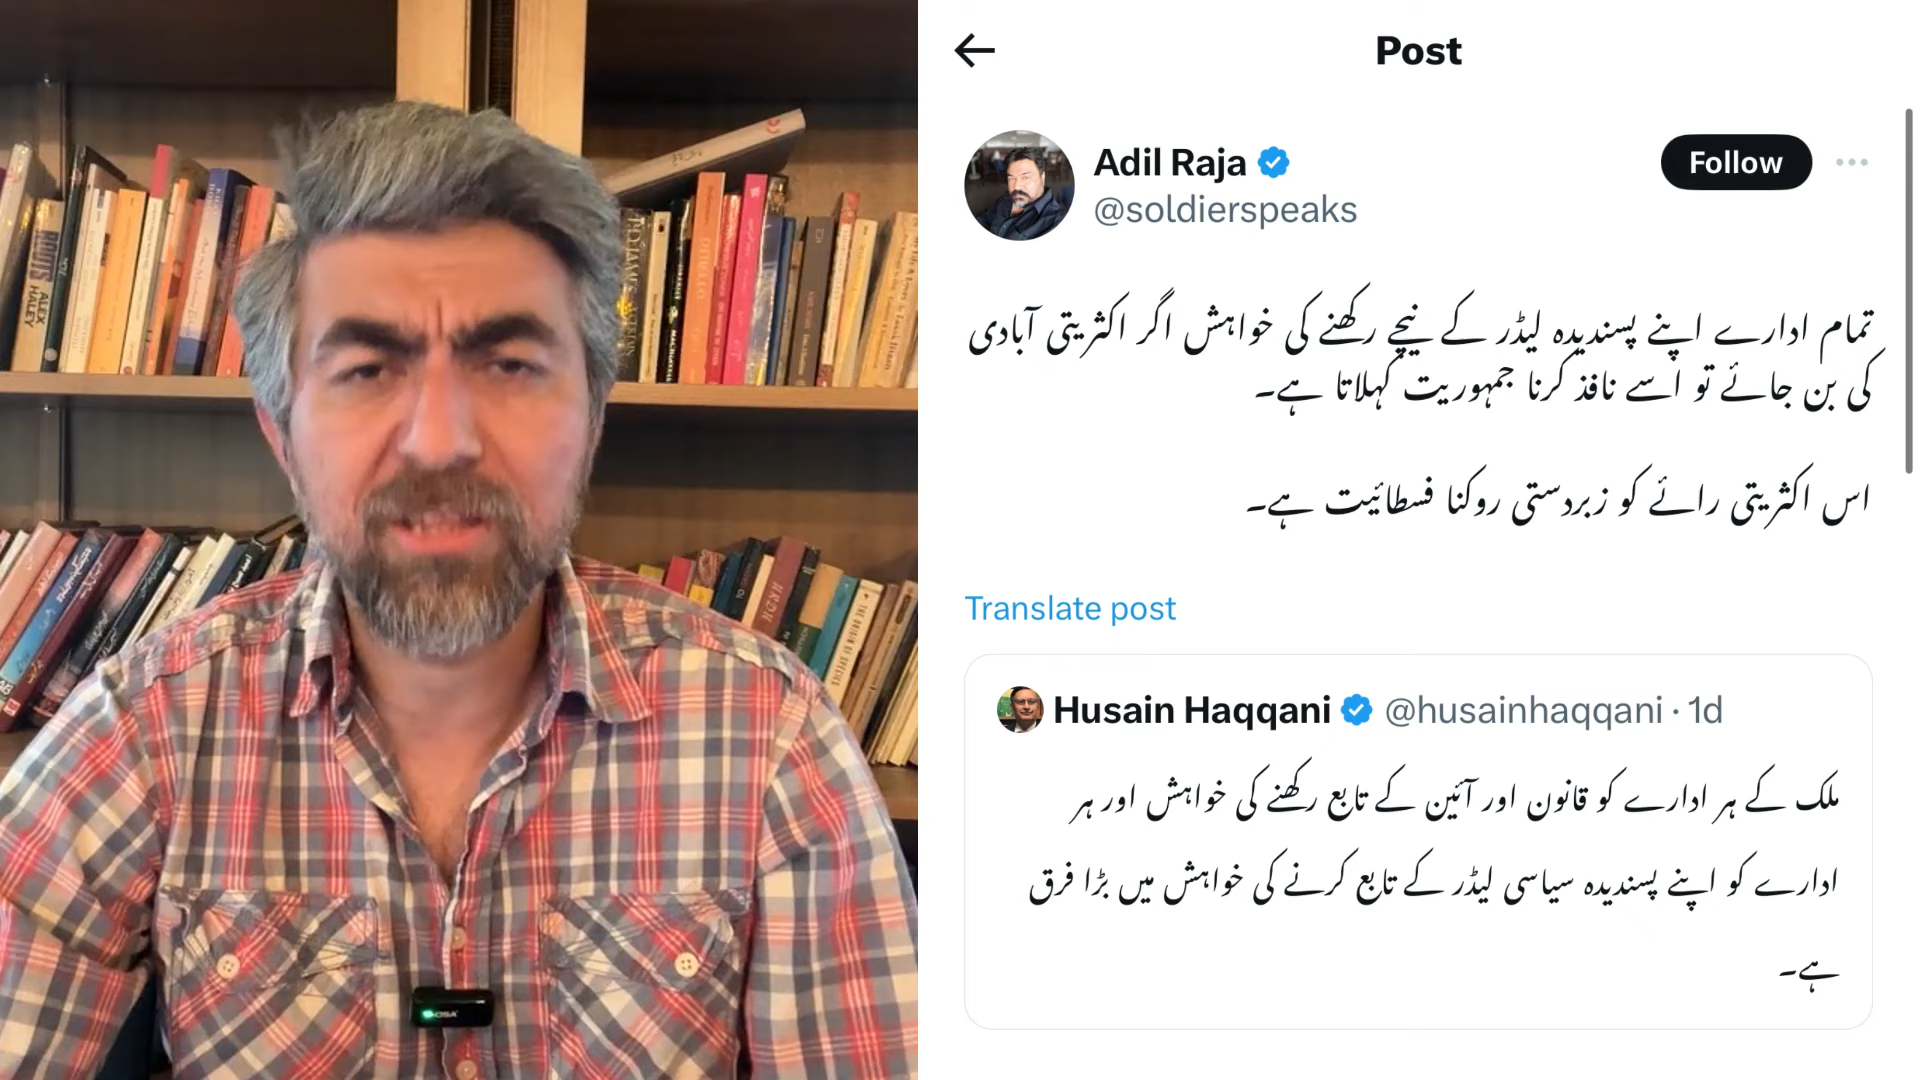 Post
Adil Raja
@soldierspeaks
Follow
تمام ادارے اپنے پسندیدہ لیڈر کے نیچے رکھنے کی خواہش اگر اکثریتی آبادی
کی بن جائے تو اسے نافذ کرنا جمہوریت کہلاتا ہے۔
اس اکثریتی رائے کو زبردستی روکنا فسطائیت ہے۔
Translate post
Husain Haqqani @husainhaqqani · 1d
ملک کے ہر ادارے کو قانون اور آئین کے تابع رکھنے کی خواہش اور ہر
ادارے کو اپنے پسندیدہ سیاسی لیڈر کے تابع کرنے کی خواہش میں بڑا فرق
ہے۔
ROOTS
ALEX HALEY